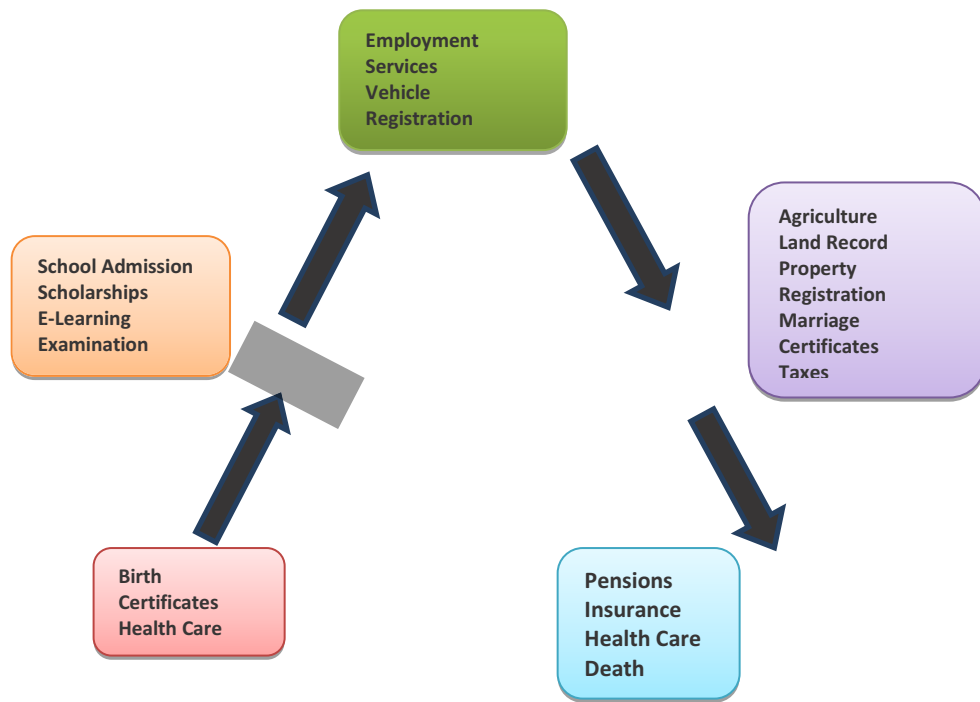 Employment
Services
Vehicle
Registration
Agriculture
Land Record
Property
Registration
Marriage
Certificates
Taxes
School Admission
Scholarships
E-Learning
Examination
Birth
Certificates
Health Care
Pensions
Insurance
Health Care
Death